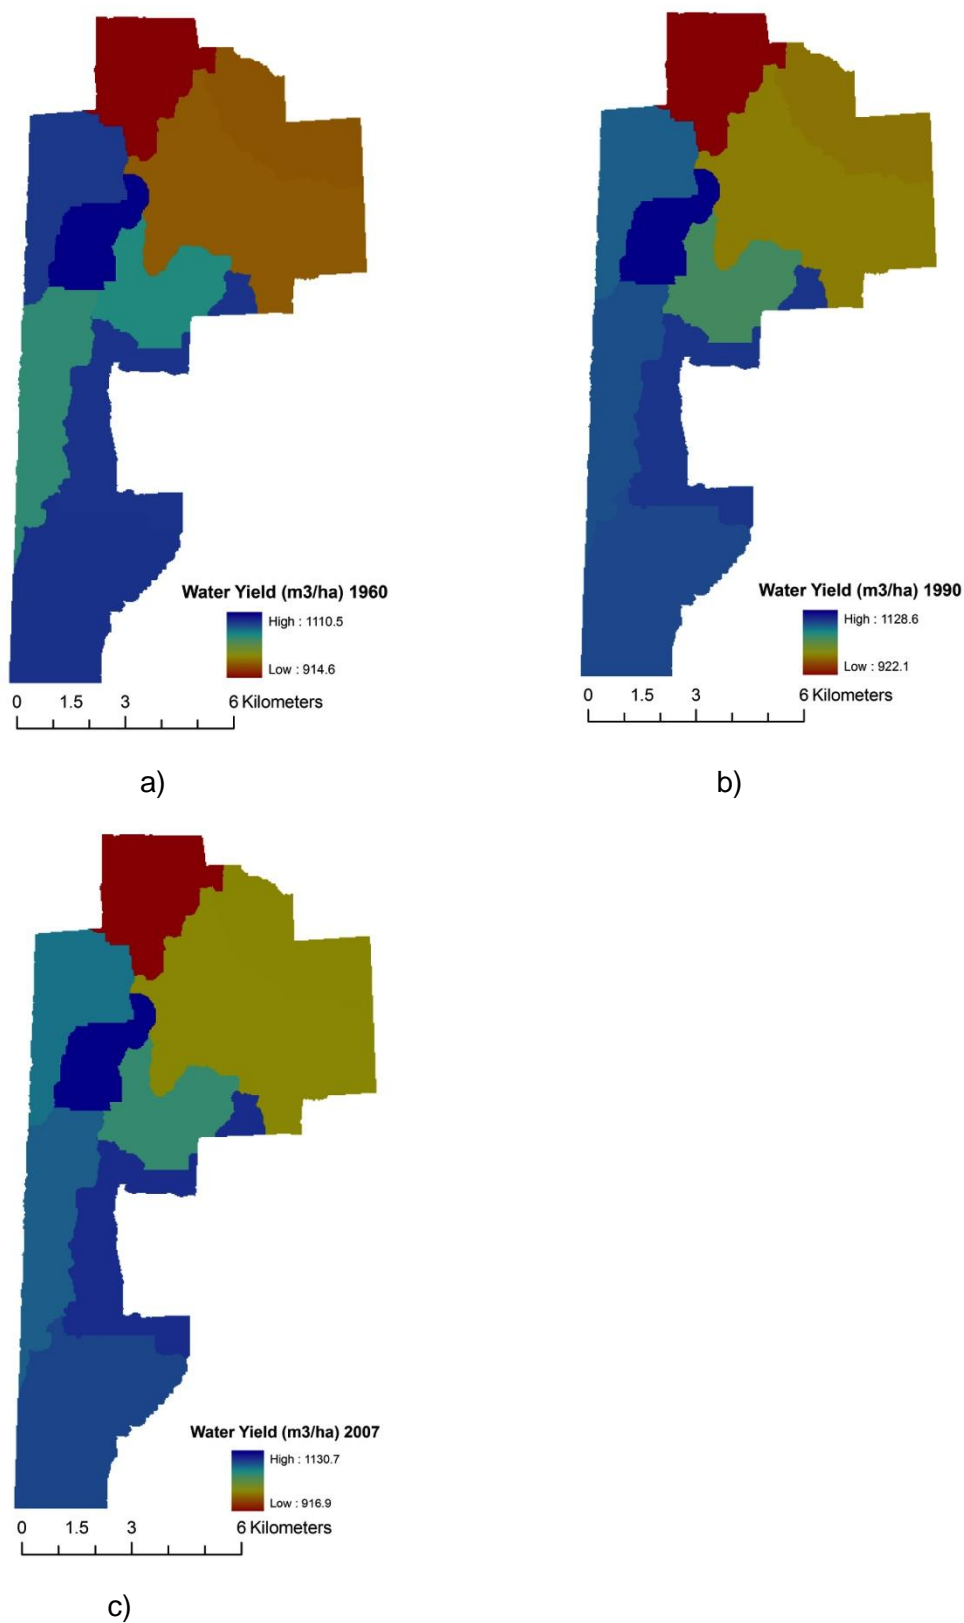 Water Yield (m3/ha) 1960
High : 1110.5
Low : 914.6
0 1.5 3 6 Kilometers
a)
Water Yield (m3/ha) 1990
High : 1128.6
Low : 922.1
0 1.5 3 6 Kilometers
b)
Water Yield (m3/ha) 2007
High : 1130.7
Low : 916.9
0 1.5 3 6 Kilometers
c)